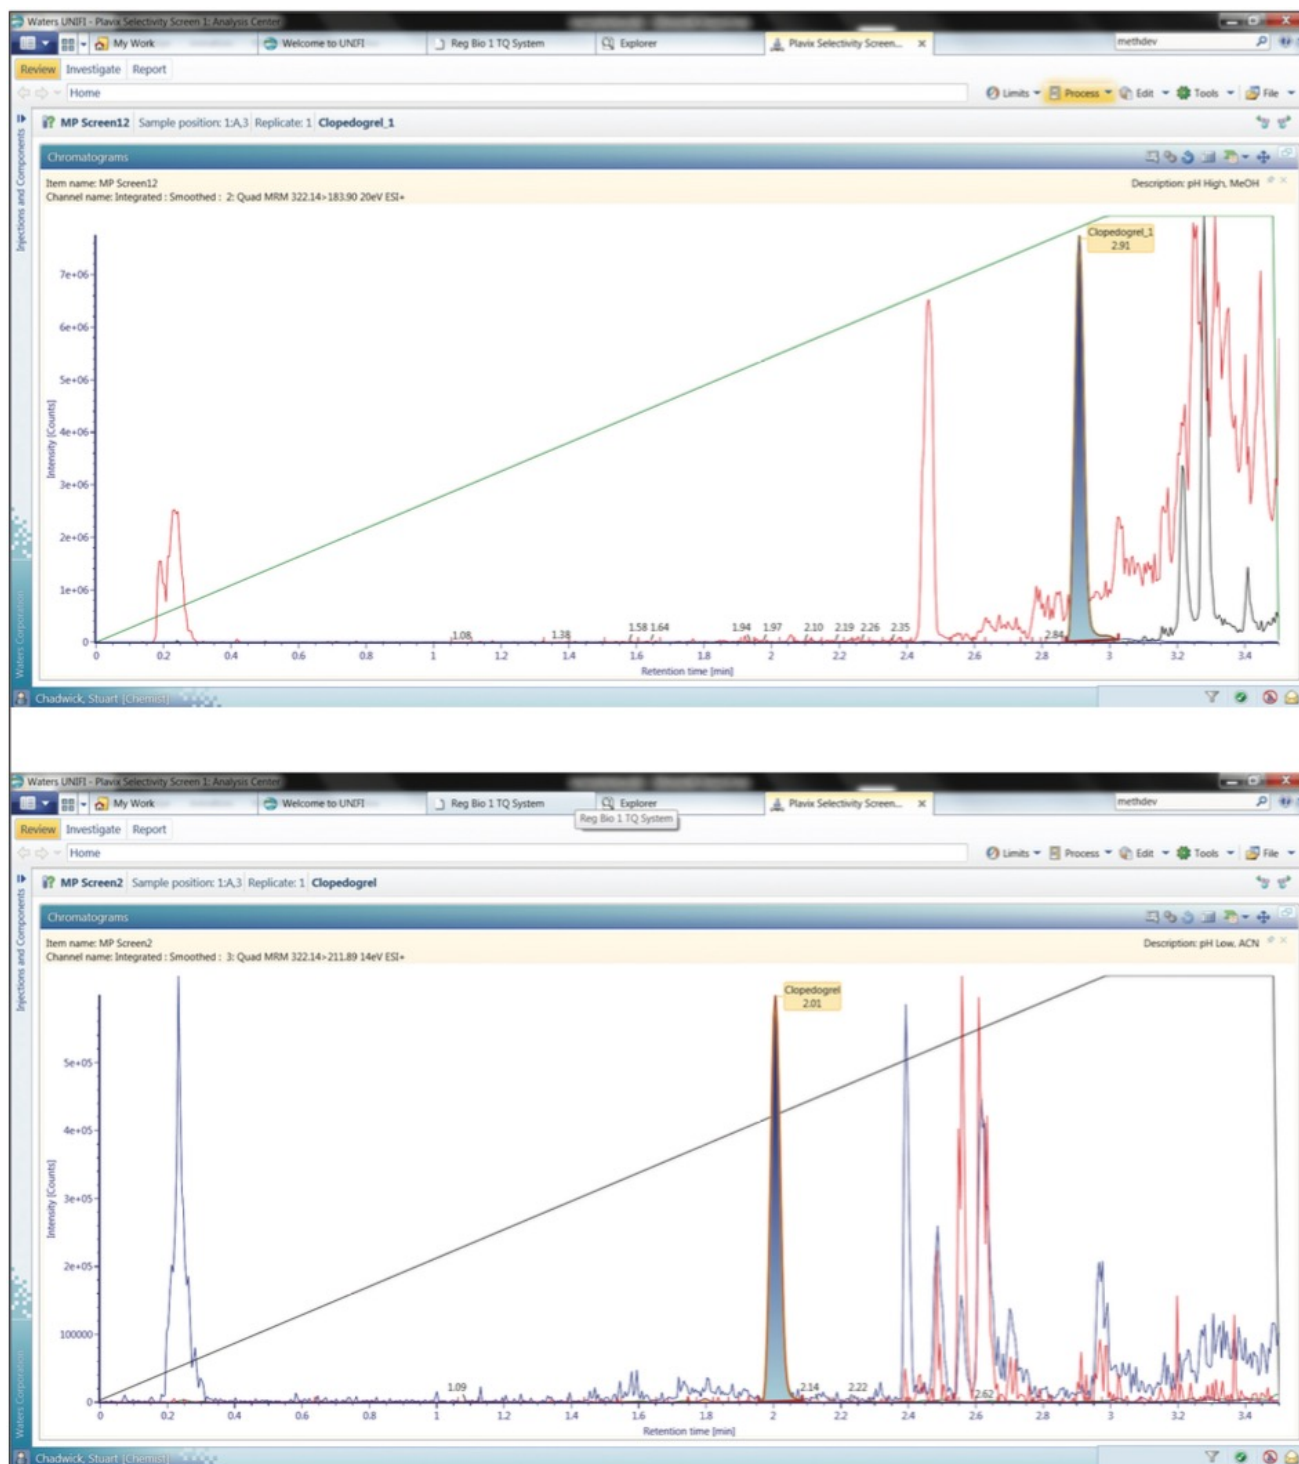 Waters UNIFI - Plavix Selectivity Screen 1: Analysis Center
My Work Welcome to UNIFI Reg Bio 1 TQ System Explorer Plavix Selectivity Screen... x methdev
Review Investigate Report
Home Limits Process Edit Tools File
MP Screen12 Sample position: 1:A,3 Replicate: 1 Clopedogrel_1
Injections and Components
Chromatograms
Item name: MP Screen12 Description: pH High, MeOH
Channel name: Integrated : Smoothed : 2: Quad MRM 322.14>183.90 20eV ESI+
Clopedogrel_1
2.91
Intensity [Counts]
7e+06
6e+06
5e+06
4e+06
3e+06
2e+06
1e+06
0
1.08 1.38 1.58 1.64 1.94 1.97 2.10 2.19 2.26 2.35 2.84
0 0.2 0.4 0.6 0.8 1 1.2 1.4 1.6 1.8 2 2.2 2.4 2.6 2.8 3 3.2 3.4
Retention time [min]
Waters Corporation
Chadwick, Stuart [Chemist]
Waters UNIFI - Plavix Selectivity Screen 1: Analysis Center
My Work Welcome to UNIFI Reg Bio 1 TQ System Explorer Plavix Selectivity Screen... x methdev
Reg Bio 1 TQ System
Review Investigate Report
Home Limits Process Edit Tools File
MP Screen2 Sample position: 1:A,3 Replicate: 1 Clopedogrel
Injections and Components
Chromatograms
Item name: MP Screen2 Description: pH Low, ACN
Channel name: Integrated : Smoothed : 3: Quad MRM 322.14>211.89 14eV ESI+
Clopedogrel
2.01
Intensity [Counts]
5e+05
4e+05
3e+05
2e+05
100000
0
1.09 2.14 2.22 2.62
0 0.2 0.4 0.6 0.8 1 1.2 1.4 1.6 1.8 2 2.2 2.4 2.6 2.8 3 3.2 3.4
Retention time [min]
Waters Corporation
Chadwick, Stuart [Chemist]